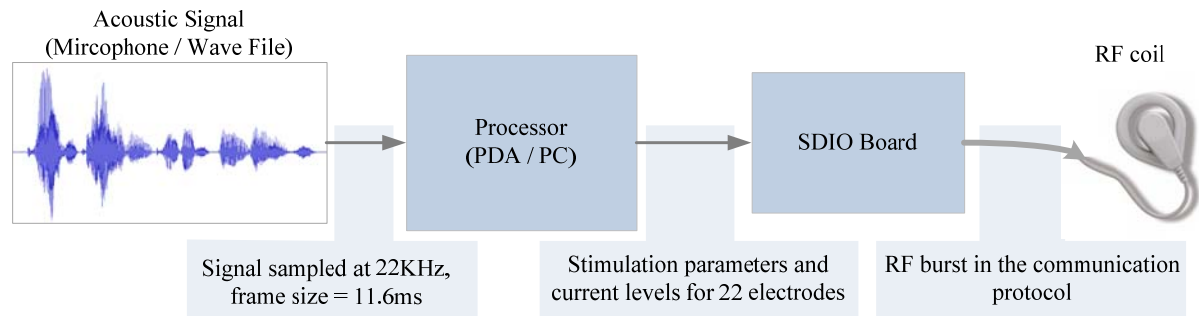 Acoustic Signal
(Mircophone / Wave File)
Processor
(PDA / PC)
SDIO Board
RF coil
Signal sampled at 22KHz,
frame size = 11.6ms
Stimulation parameters and
current levels for 22 electrodes
RF burst in the communication
protocol